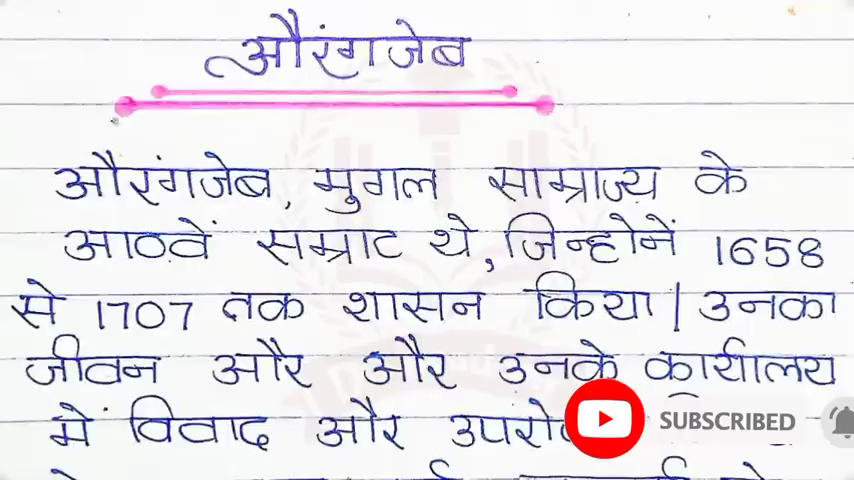 औरंगजेब
औरंगजेब, मुगल साम्राज्य के
आठवें सम्राट थे, जिन्होनें 1658
से 1707 तक शासन किया| उनका
जीवन और और उनके कार्यालय
में विवाद और
SUBSCRIBED